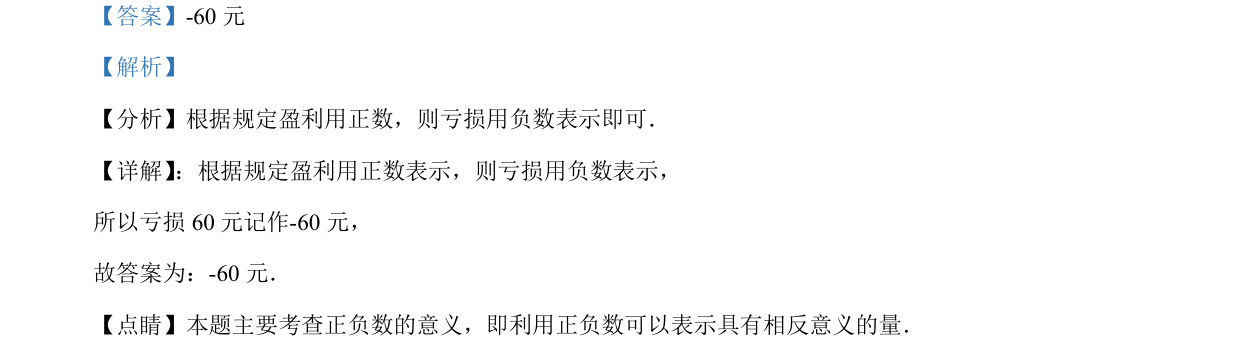 【答案】-60 元
【解析】
【分析】根据规定盈利用正数，则亏损用负数表示即可．
【详解】：根据规定盈利用正数表示，则亏损用负数表示，
所以亏损 60 元记作-60 元，
故答案为：-60 元．
【点睛】本题主要考查正负数的意义，即利用正负数可以表示具有相反意义的量．